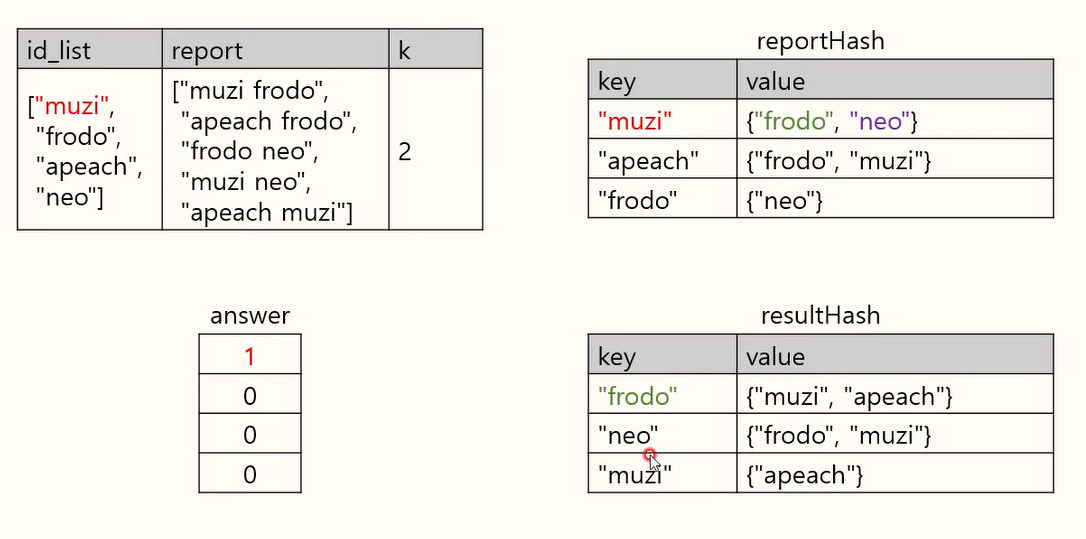 id_list report k
["muzi",
"frodo",
"apeach",
"neo"]
["muzi frodo",
"apeach frodo",
"frodo neo",
"muzi neo",
"apeach muzi"]
2
reportHash
key value
"muzi" {"frodo", "neo"}
"apeach" {"frodo", "muzi"}
"frodo" {"neo"}
answer
1
0
0
0
resultHash
key value
"frodo" {"muzi", "apeach"}
"neo" {"frodo", "muzi"}
"muzi" {"apeach"}